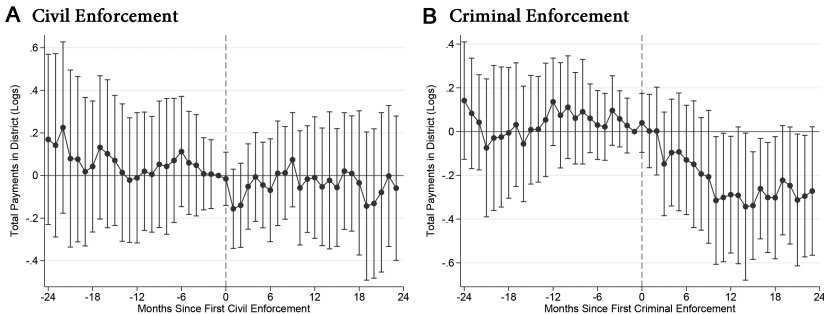 A Civil Enforcement
Total Payments in District (Logs)
.6
.4
.2
0
-.2
-.4
-24 -18 -12 -6 0 6 12 18 24
Months Since First Civil Enforcement
B Criminal Enforcement
Total Payments in District (Logs)
.4
.2
0
-.2
-.4
-.6
-24 -18 -12 -6 0 6 12 18 24
Months Since First Criminal Enforcement